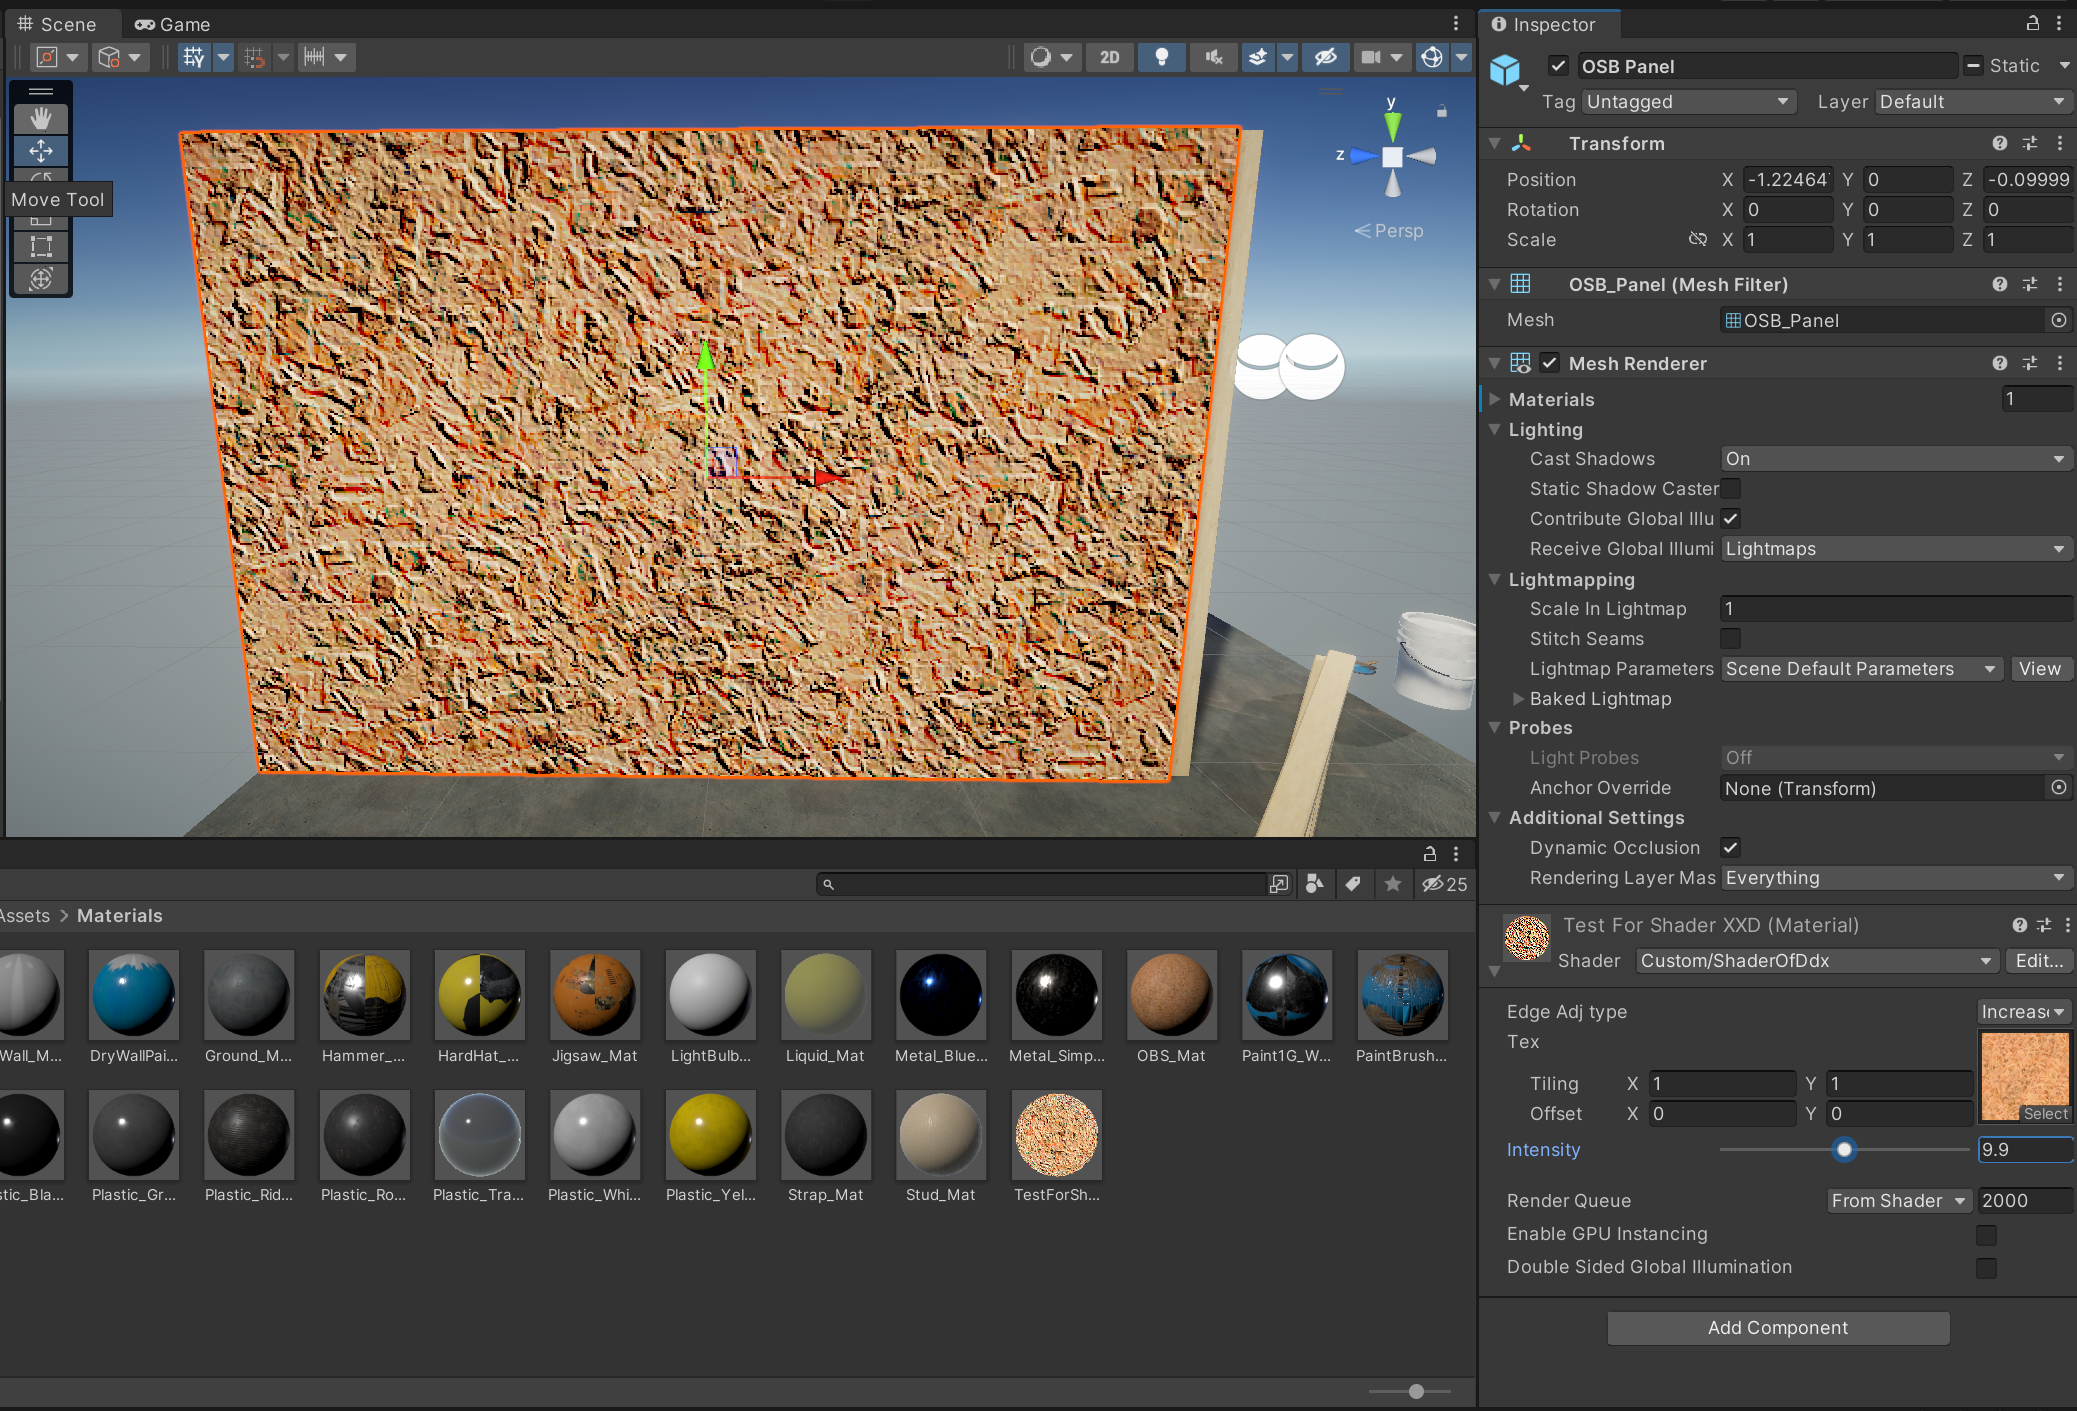 Scene
Game
2D
Move Tool
y
z
Persp
Inspector
OSB Panel
Static
Tag Untagged Layer Default
Transform
Position X -1.22464 Y 0 Z -0.09999
Rotation X 0 Y 0 Z 0
Scale X 1 Y 1 Z 1
OSB_Panel (Mesh Filter)
Mesh OSB_Panel
Mesh Renderer
Materials 1
Lighting
Cast Shadows On
Static Shadow Caster
Contribute Global Illu
Receive Global Illumi Lightmaps
Lightmapping
Scale In Lightmap 1
Stitch Seams
Lightmap Parameters Scene Default Parameters View
Baked Lightmap
Probes
Light Probes Off
Anchor Override None (Transform)
Additional Settings
Dynamic Occlusion
Rendering Layer Mas Everything
Test For Shader XXD (Material)
Shader Custom/ShaderOfDdx Edit...
Edge Adj type Increase
Tex
Tiling X 1 Y 1
Offset X 0 Y 0
Select
Intensity 9.9
Render Queue From Shader 2000
Enable GPU Instancing
Double Sided Global Illumination
Add Component
25
Assets > Materials
Wall_M... DryWallPai... Ground_M... Hammer_... HardHat_... Jigsaw_Mat LightBulb... Liquid_Mat Metal_Blue... Metal_Simp... OBS_Mat Paint1G_W... PaintBrush...
stic_Bla... Plastic_Gr... Plastic_Rid... Plastic_Ro... Plastic_Tra... Plastic_Whi... Plastic_Yel... Strap_Mat Stud_Mat TestForSh...